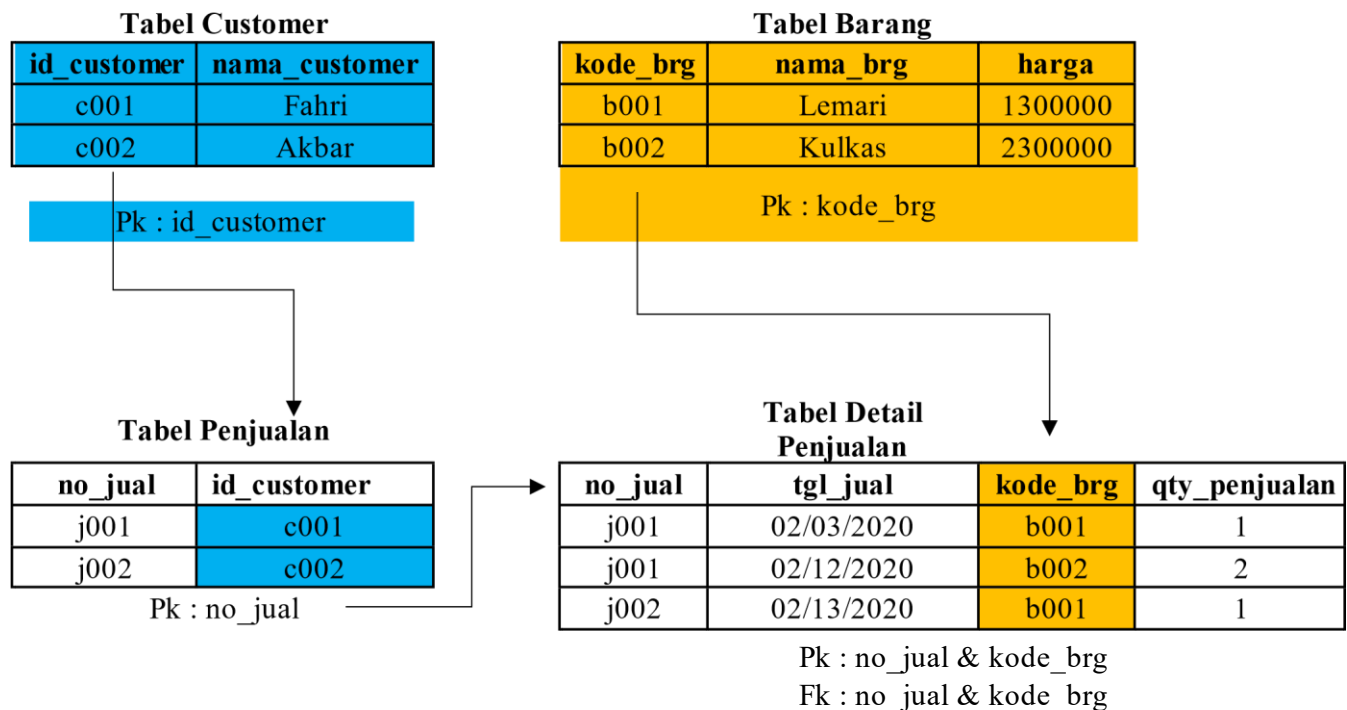 Tabel Customer
id_customer nama_customer
c001 Fahri
c002 Akbar
Pk : id_customer
Tabel Barang
kode_brg nama_brg harga
b001 Lemari 1300000
b002 Kulkas 2300000
Pk : kode_brg
Tabel Penjualan
no_jual id_customer
j001 c001
j002 c002
Pk : no_jual
Tabel Detail
Penjualan
no_jual tgl_jual kode_brg qty_penjualan
j001 02/03/2020 b001 1
j001 02/12/2020 b002 2
j002 02/13/2020 b001 1
Pk : no_jual & kode_brg
Fk : no_jual & kode_brg